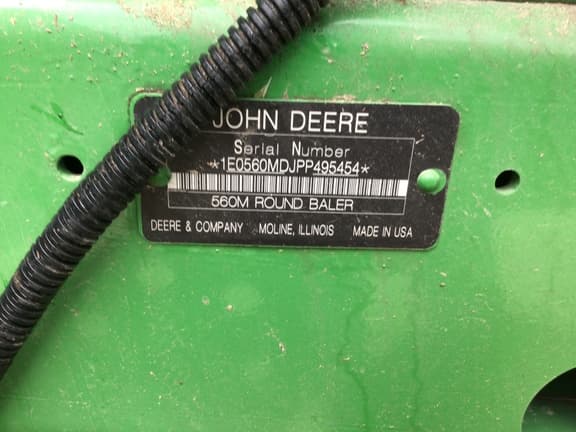 JOHN DEERE
Serial Number
*1E0560MDJPP495454*
560M ROUND BALER
DEERE & COMPANY MOLINE, ILLINOIS MADE IN USA